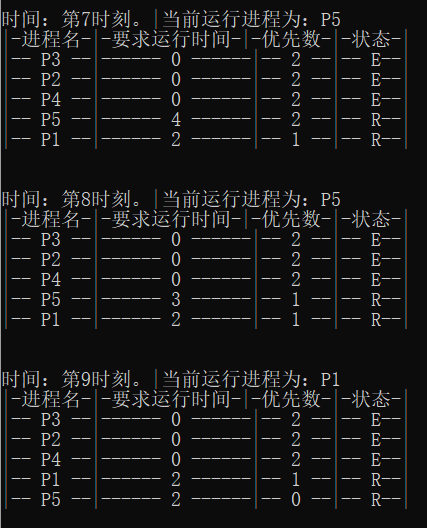 时间：第7时刻。|当前运行进程为：P5
|-进程名-|-要求运行时间-|-优先数-|-状态-|
|-- P3 --|------ 0 ------|-- 2 --|-- E--|
|-- P2 --|------ 0 ------|-- 2 --|-- E--|
|-- P4 --|------ 0 ------|-- 2 --|-- E--|
|-- P5 --|------ 4 ------|-- 2 --|-- R--|
|-- P1 --|------ 2 ------|-- 1 --|-- R--|
时间：第8时刻。|当前运行进程为：P5
|-进程名-|-要求运行时间-|-优先数-|-状态-|
|-- P3 --|------ 0 ------|-- 2 --|-- E--|
|-- P2 --|------ 0 ------|-- 2 --|-- E--|
|-- P4 --|------ 0 ------|-- 2 --|-- E--|
|-- P5 --|------ 3 ------|-- 1 --|-- R--|
|-- P1 --|------ 2 ------|-- 1 --|-- R--|
时间：第9时刻。|当前运行进程为：P1
|-进程名-|-要求运行时间-|-优先数-|-状态-|
|-- P3 --|------ 0 ------|-- 2 --|-- E--|
|-- P2 --|------ 0 ------|-- 2 --|-- E--|
|-- P4 --|------ 0 ------|-- 2 --|-- E--|
|-- P1 --|------ 2 ------|-- 1 --|-- R--|
|-- P5 --|------ 2 ------|-- 0 --|-- R--|